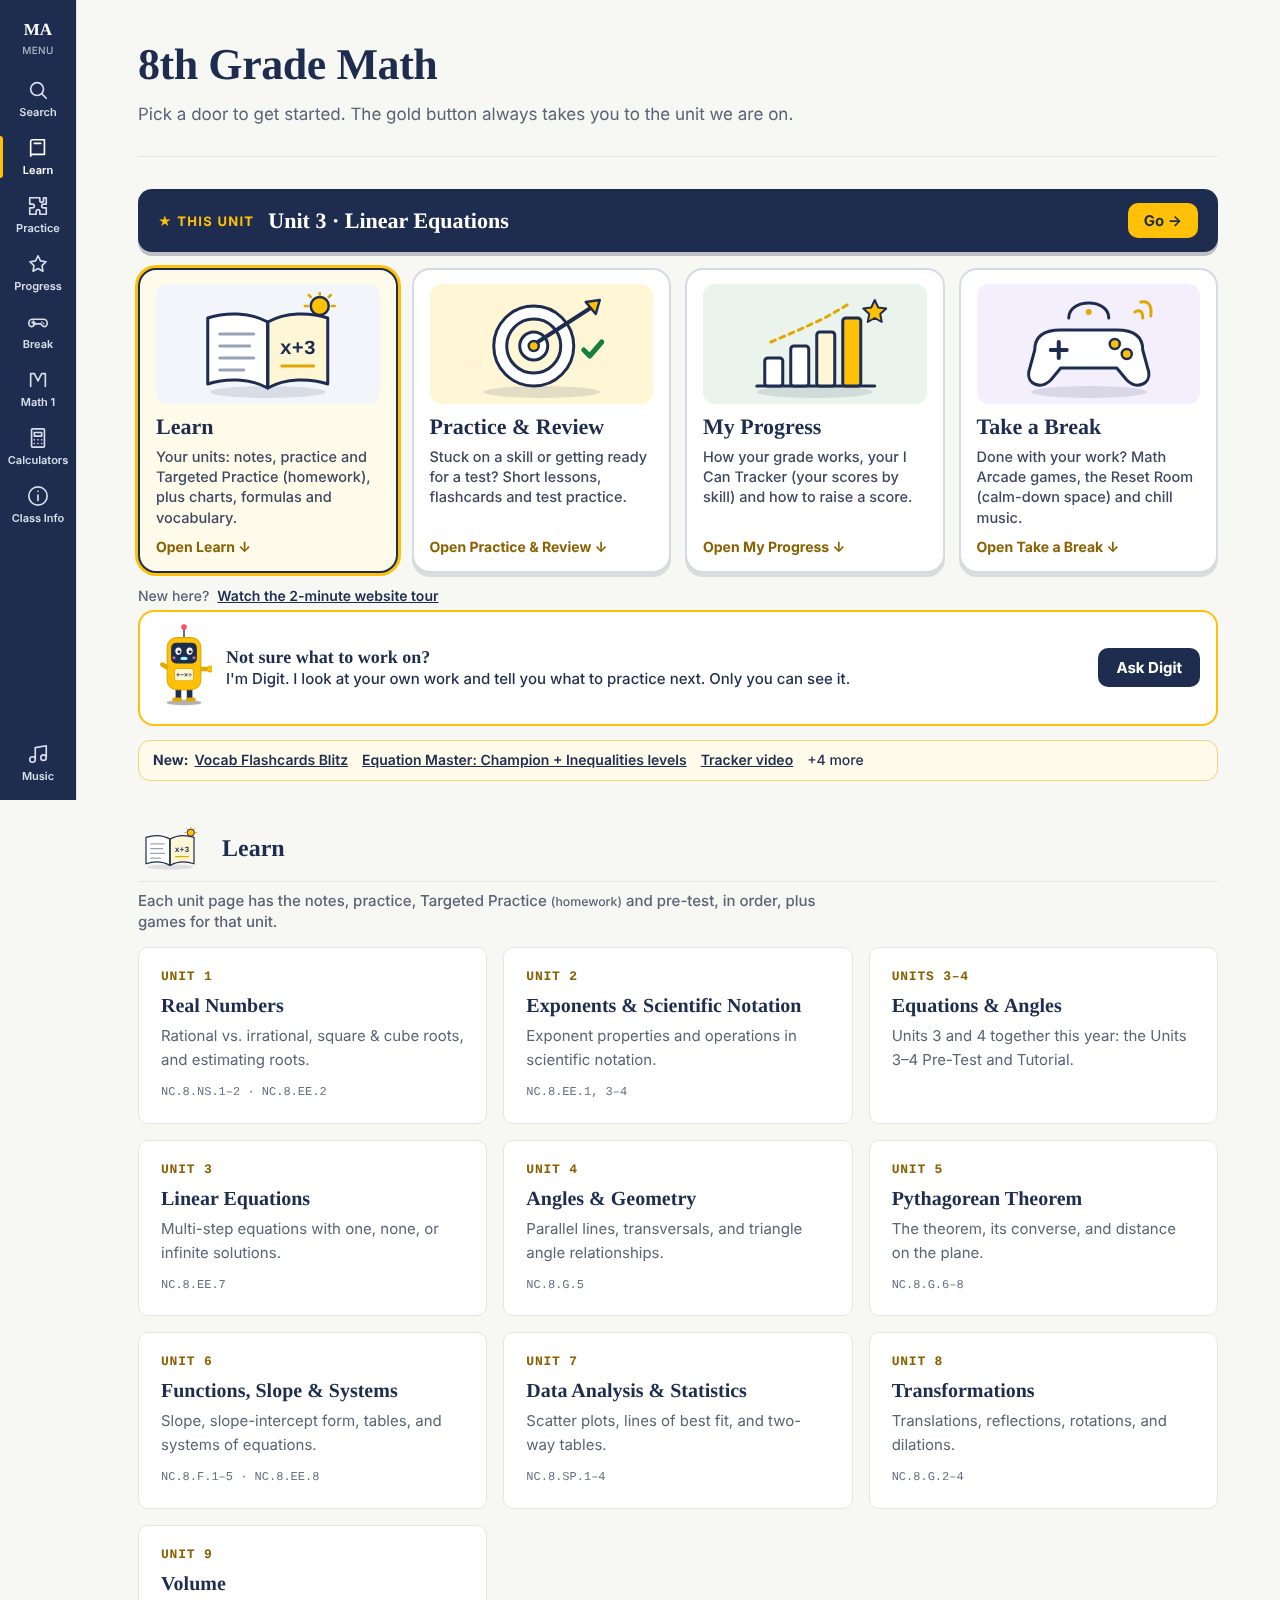 MA
MENU
Search
Learn
Practice
Progress
Break
Math 1
Calculators
Class Info
Music
8th Grade Math
Pick a door to get started. The gold button always takes you to the unit we are on.
★ THIS UNIT Unit 3 · Linear Equations
Go →
x+3
Learn
Your units: notes, practice and
Targeted Practice (homework),
plus charts, formulas and
vocabulary.
Open Learn ↓
Practice & Review
Stuck on a skill or getting ready
for a test? Short lessons,
flashcards and test practice.
Open Practice & Review ↓
My Progress
How your grade works, your I
Can Tracker (your scores by
skill) and how to raise a score.
Open My Progress ↓
Take a Break
Done with your work? Math
Arcade games, the Reset Room
(calm-down space) and chill
music.
Open Take a Break ↓
New here? Watch the 2-minute website tour
Not sure what to work on?
I'm Digit. I look at your own work and tell you what to practice next. Only you can see it.
Ask Digit
New: Vocab Flashcards Blitz Equation Master: Champion + Inequalities levels Tracker video +4 more
x+3
Learn
Each unit page has the notes, practice, Targeted Practice (homework) and pre-test, in order, plus
games for that unit.
UNIT 1
Real Numbers
Rational vs. irrational, square & cube roots,
and estimating roots.
NC.8.NS.1–2 · NC.8.EE.2
UNIT 2
Exponents & Scientific Notation
Exponent properties and operations in
scientific notation.
NC.8.EE.1, 3–4
UNITS 3–4
Equations & Angles
Units 3 and 4 together this year: the Units
3–4 Pre-Test and Tutorial.
UNIT 3
Linear Equations
Multi-step equations with one, none, or
infinite solutions.
NC.8.EE.7
UNIT 4
Angles & Geometry
Parallel lines, transversals, and triangle
angle relationships.
NC.8.G.5
UNIT 5
Pythagorean Theorem
The theorem, its converse, and distance
on the plane.
NC.8.G.6–8
UNIT 6
Functions, Slope & Systems
Slope, slope-intercept form, tables, and
systems of equations.
NC.8.F.1–5 · NC.8.EE.8
UNIT 7
Data Analysis & Statistics
Scatter plots, lines of best fit, and two-
way tables.
NC.8.SP.1–4
UNIT 8
Transformations
Translations, reflections, rotations, and
dilations.
NC.8.G.2–4
UNIT 9
Volume